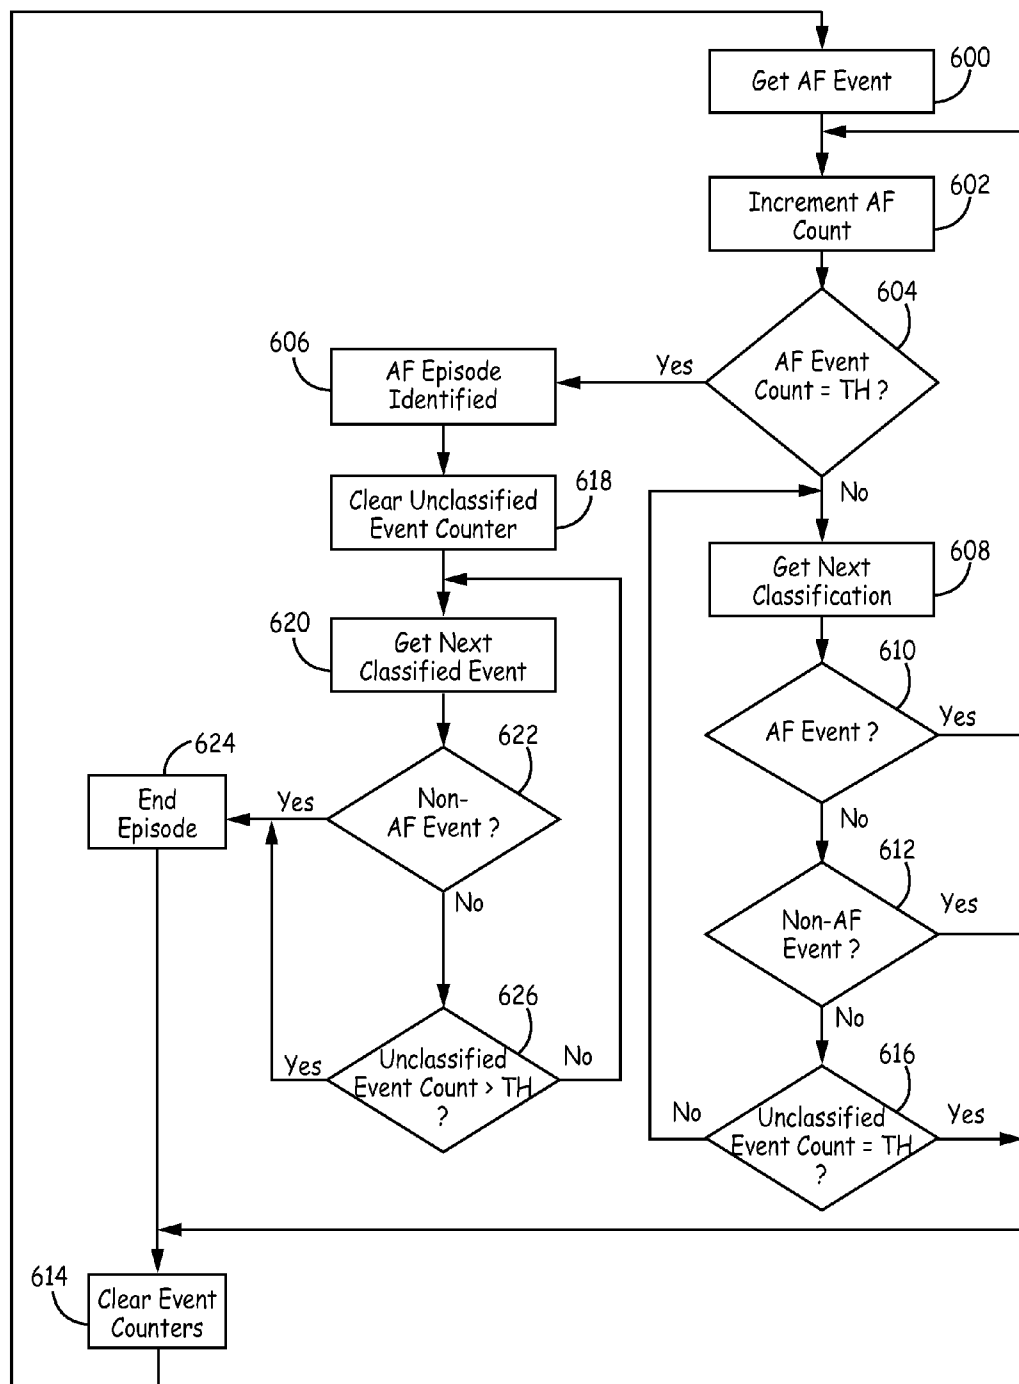 600
Get AF Event
602
Increment AF
Count
604
AF Event
Count = TH ?
Yes
No
606
AF Episode
Identified
618
Clear Unclassified
Event Counter
620
Get Next
Classified Event
622
Non-
AF Event ?
Yes
No
624
End
Episode
626
Unclassified
Event Count > TH
?
Yes
No
608
Get Next
Classification
610
AF Event ?
Yes
No
612
Non-AF
Event ?
Yes
No
616
Unclassified
Event Count = TH
?
No
Yes
614
Clear Event
Counters